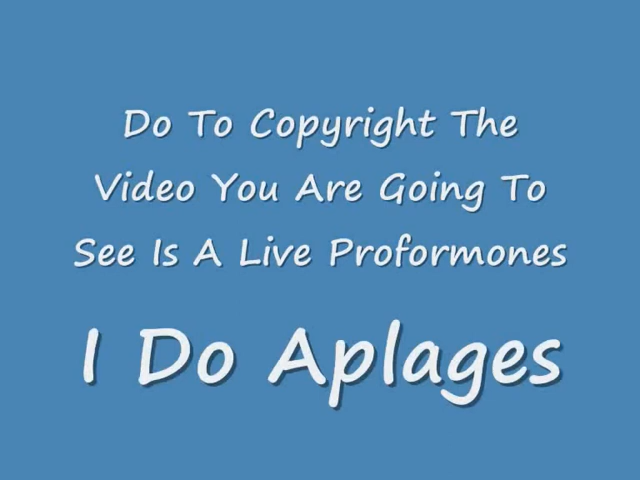 Do To Copyright The
Video You Are Going To
See Is A Live Proformones
I Do Aplages